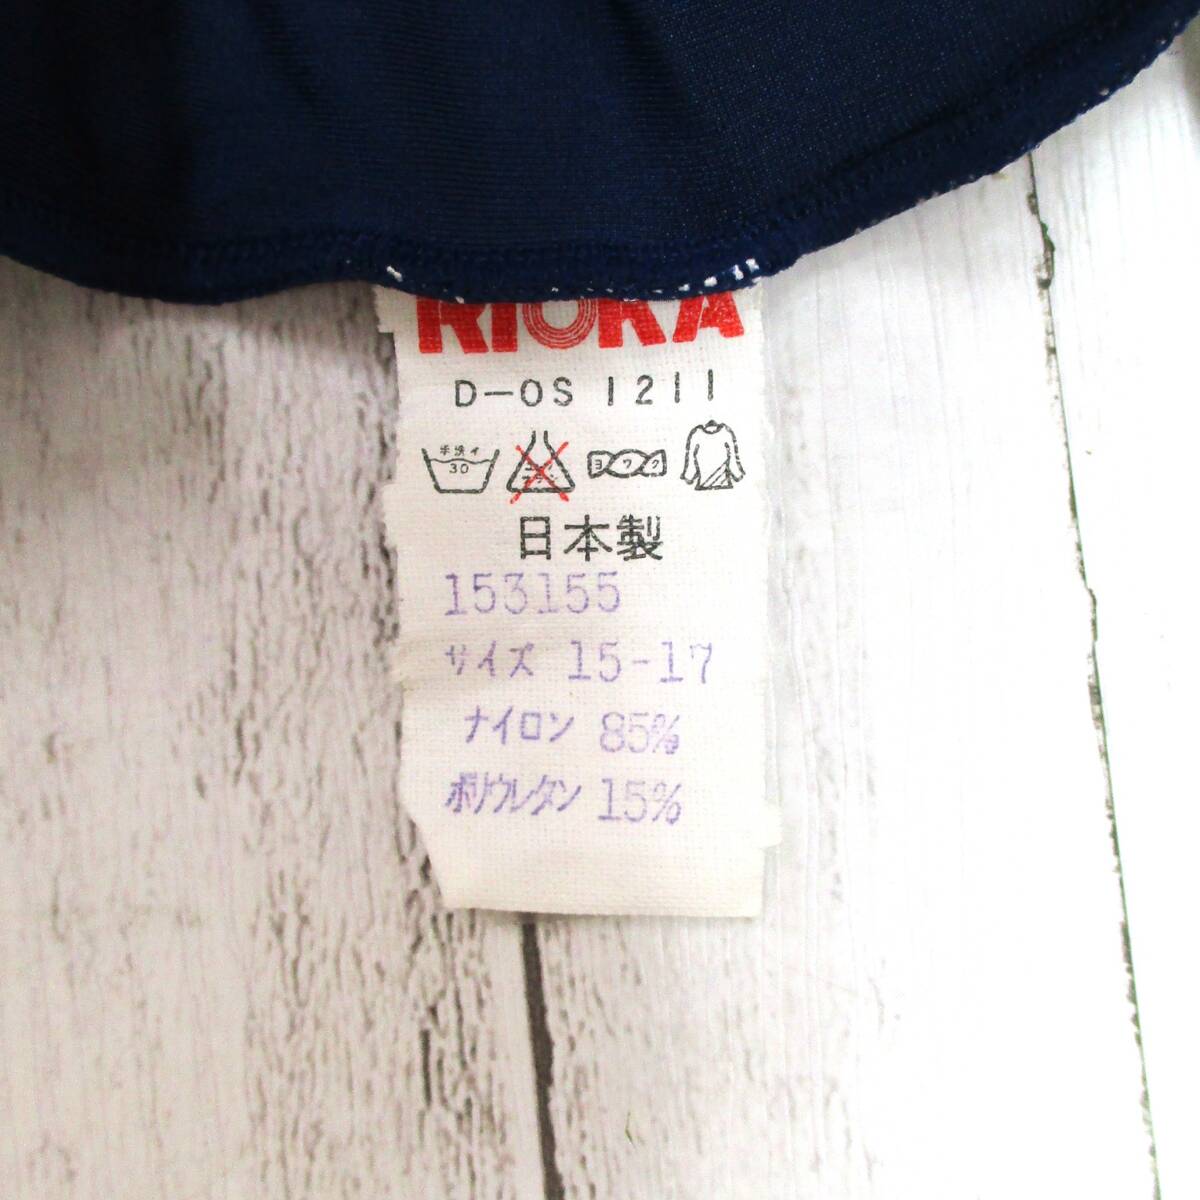 RIOKA
D-OS 1211
手洗イ
30
ヨワク
日本製
153155
サイズ 15-17
ナイロン 85%
ポリウレタン 15%